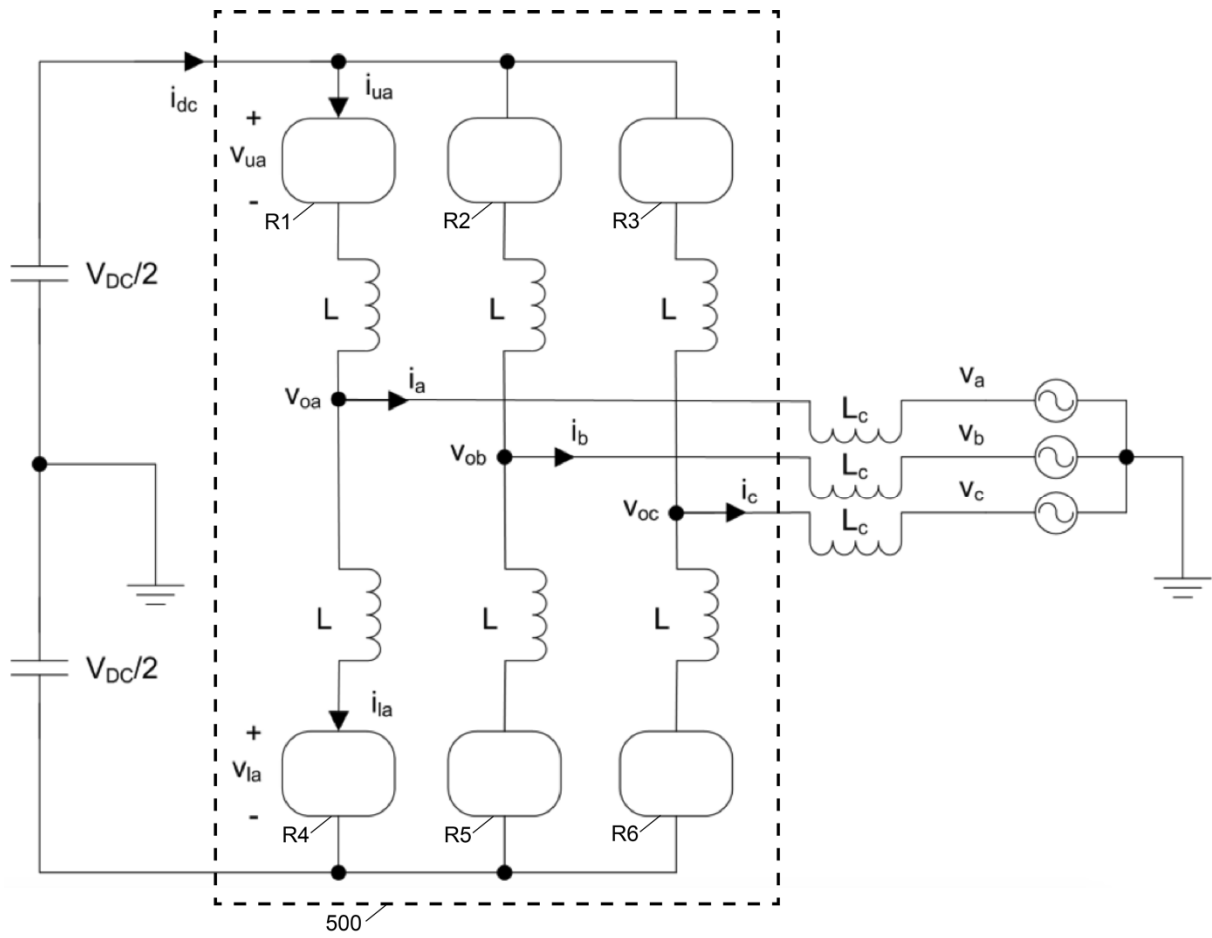 i_dc
i_ua
+
v_ua
-
R1
R2
R3
V_DC/2
L
L
L
v_oa
i_a
L_c
v_a
v_ob
i_b
L_c
v_b
v_oc
i_c
L_c
v_c
L
L
L
V_DC/2
i_la
+
v_la
-
R4
R5
R6
500